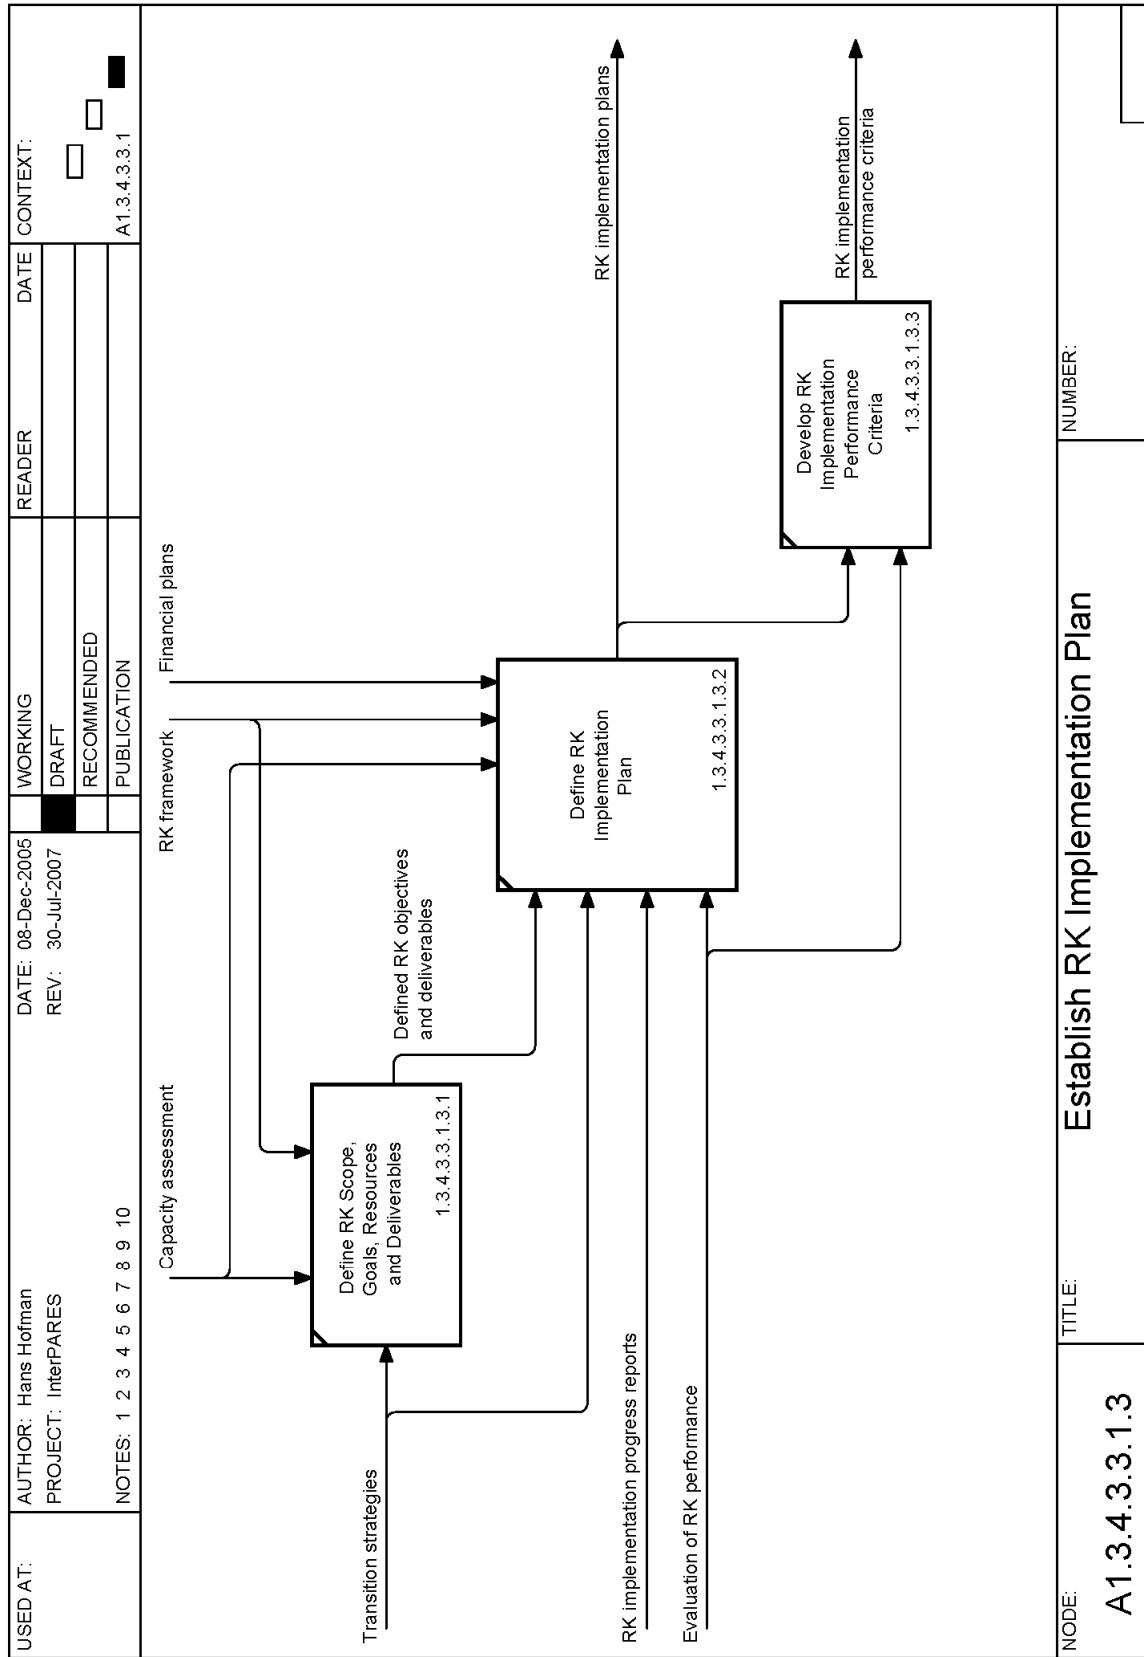 USED AT:
AUTHOR: Hans Hofman
PROJECT: InterPARES
NOTES: 1 2 3 4 5 6 7 8 9 10
DATE: 08-Dec-2005
REV: 30-Jul-2007
WORKING
DRAFT
RECOMMENDED
PUBLICATION
READER
DATE
CONTEXT:
A1.3.4.3.3.1
Capacity assessment
RK framework
Financial plans
Transition strategies
Define RK Scope,
Goals, Resources
and Deliverables
1.3.4.3.3.1.3.1
Defined RK objectives
and deliverables
Define RK
Implementation
Plan
1.3.4.3.3.1.3.2
RK implementation plans
RK implementation progress reports
Evaluation of RK performance
Develop RK
Implementation
Performance
Criteria
1.3.4.3.3.1.3.3
RK implementation
performance criteria
NODE:
A1.3.4.3.3.1.3
TITLE:
Establish RK Implementation Plan
NUMBER: